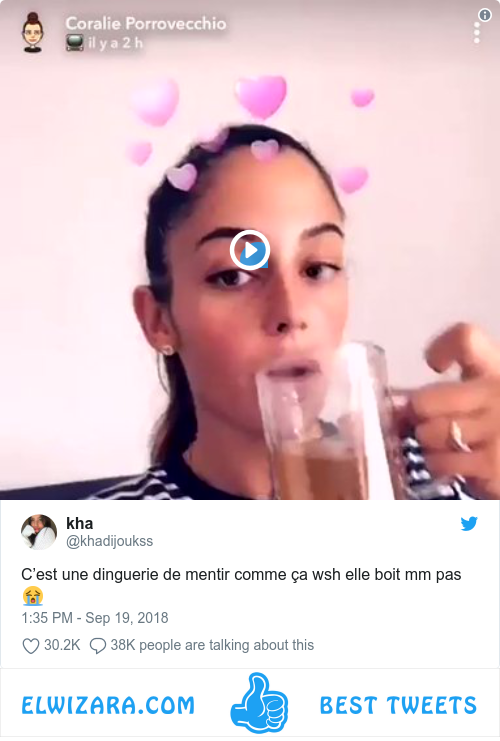 Coralie Porrovecchio
il y a 2 h
kha
@khadijoukss
C'est une dinguerie de mentir comme ça wsh elle boit mm pas
😭
1:35 PM - Sep 19, 2018
30.2K 38K people are talking about this
ELWIZARA.COM BEST TWEETS